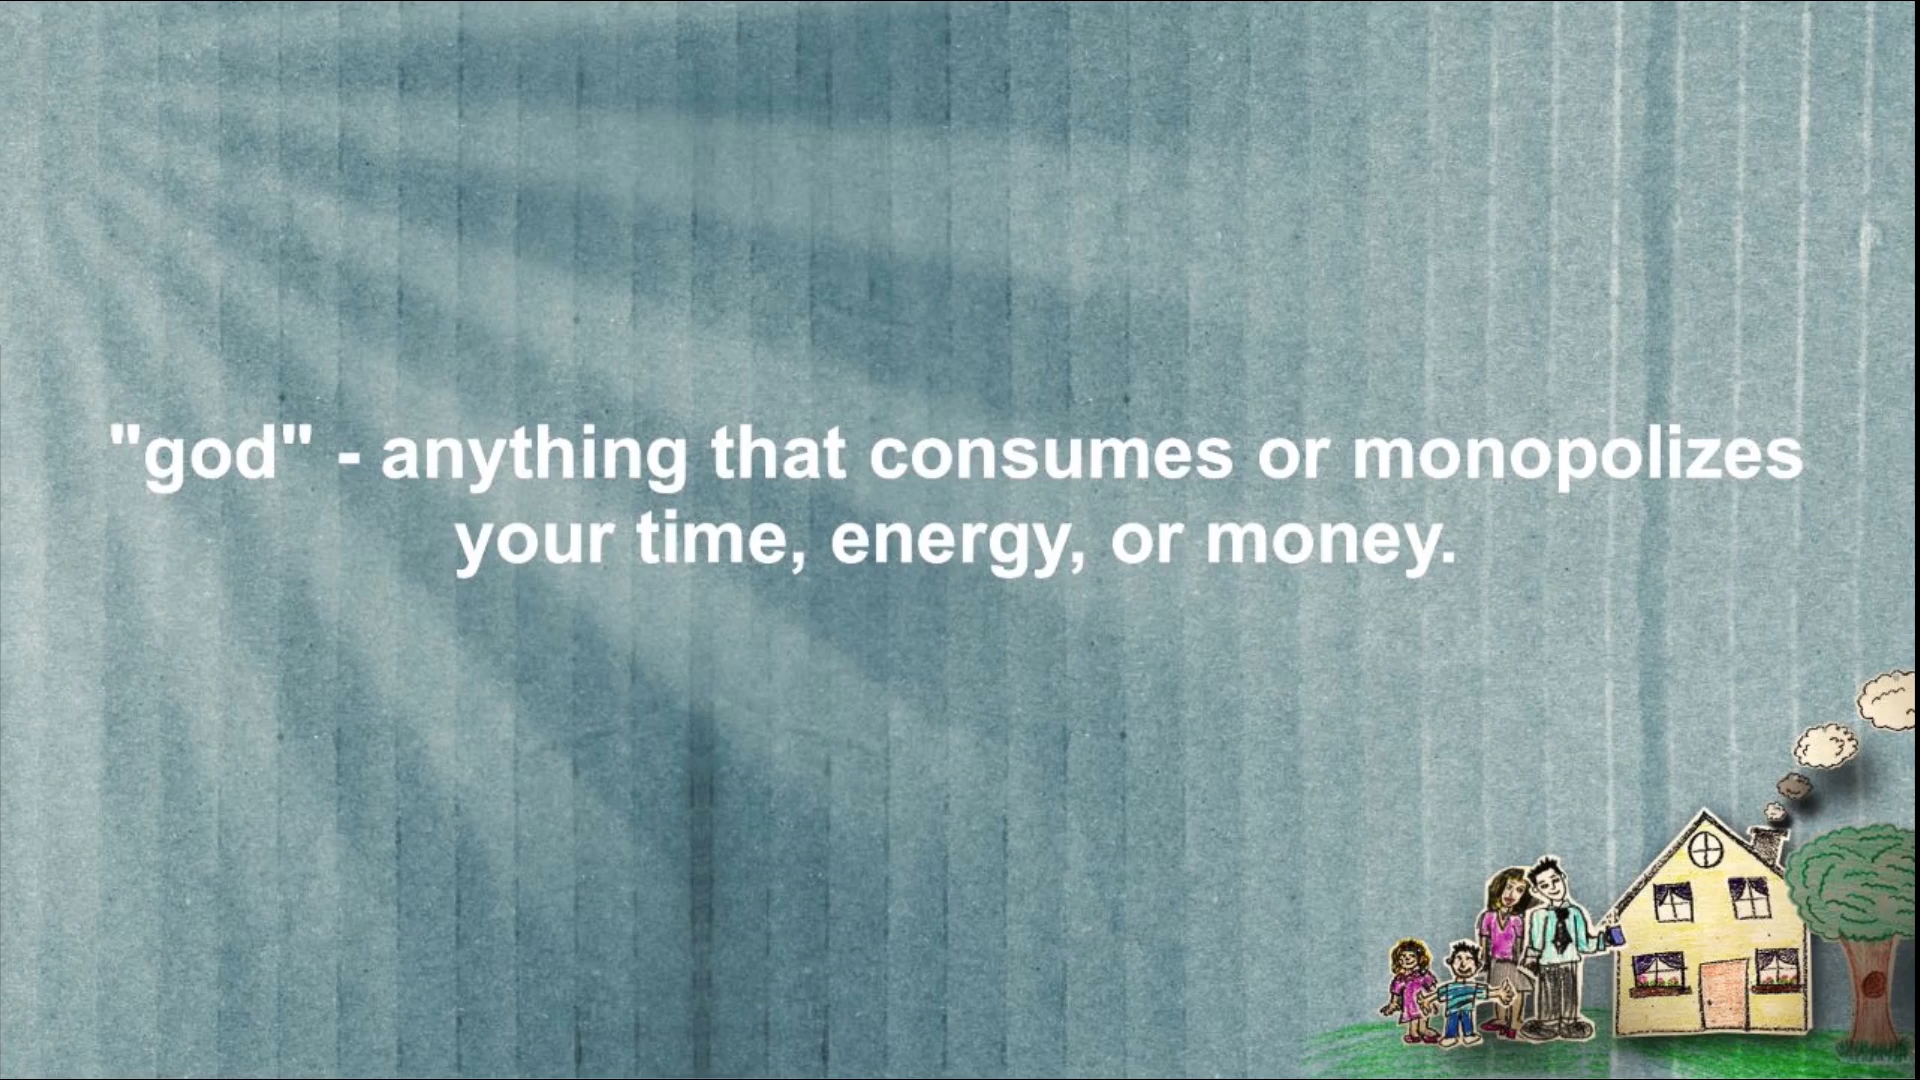 "god" - anything that consumes or monopolizes
your time, energy, or money.